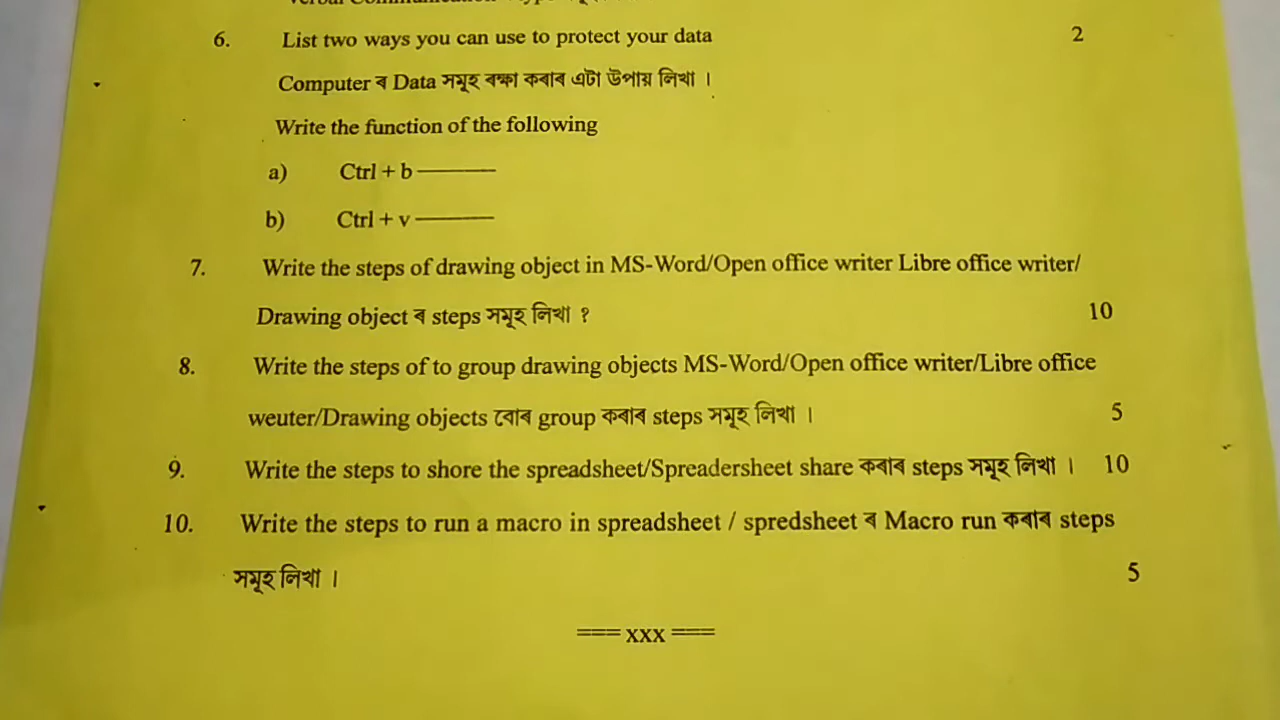 6. List two ways you can use to protect your data 2
Computer ৰ Data সমূহ ৰক্ষা কৰাৰ এটা উপায় লিখা ।
Write the function of the following
a) Ctrl + b ———
b) Ctrl + v ———
7. Write the steps of drawing object in MS-Word/Open office writer Libre office writer/
Drawing object ৰ steps সমূহ লিখা ? 10
8. Write the steps of to group drawing objects MS-Word/Open office writer/Libre office
weuter/Drawing objects বোৰ group কৰাৰ steps সমূহ লিখা । 5
9. Write the steps to shore the spreadsheet/Spreadersheet share কৰাৰ steps সমূহ লিখা । 10
10. Write the steps to run a macro in spreadsheet / spredsheet ৰ Macro run কৰাৰ steps
সমূহ লিখা । 5
=== xxx ===